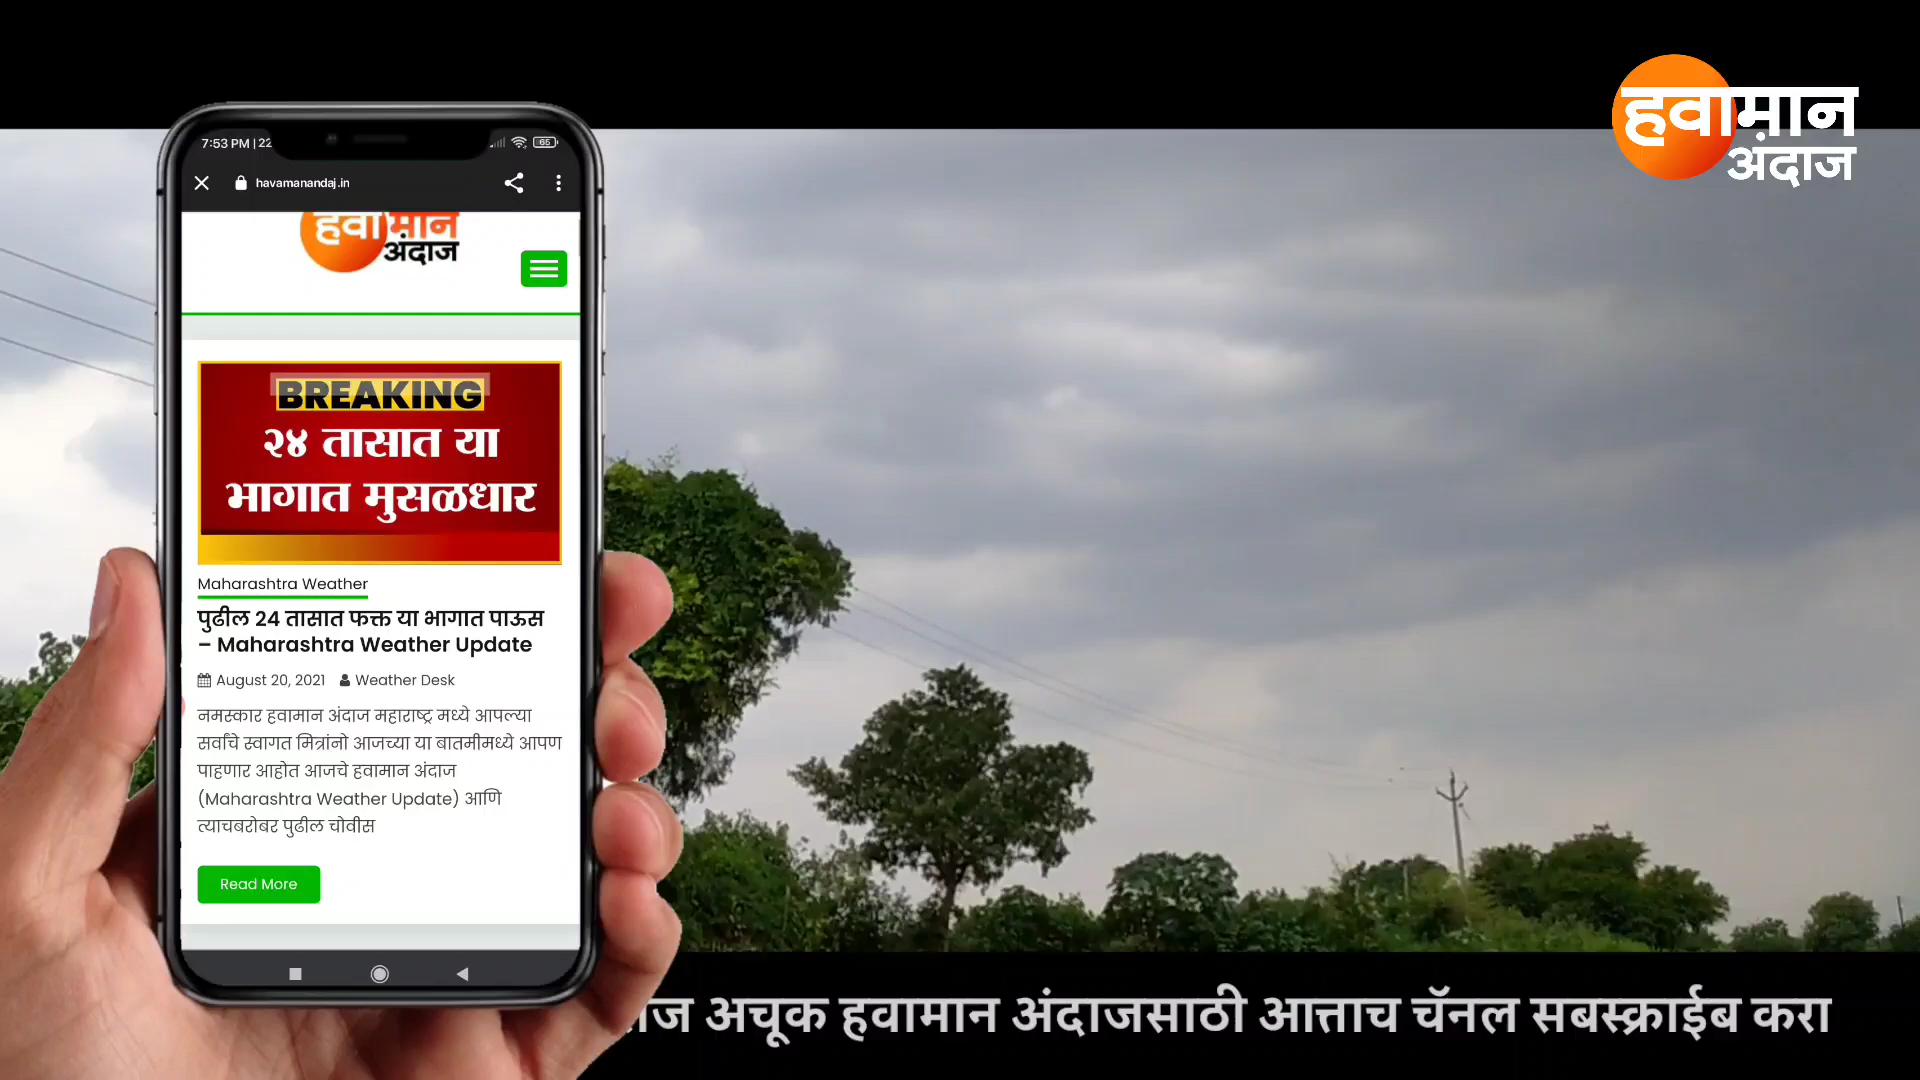 हवामान
अंदाज
7:53 PM | 22
65
havamanandaj.in
हवामान
अंदाज
BREAKING
२४ तासात या
भागात मुसळधार
Maharashtra Weather
पुढील 24 तासात फक्त या भागात पाऊस
– Maharashtra Weather Update
August 20, 2021 Weather Desk
नमस्कार हवामान अंदाज महाराष्ट्र मध्ये आपल्या
सर्वांचे स्वागत मित्रांनो आजच्या या बातमीमध्ये आपण
पाहणार आहोत आजचे हवामान अंदाज
(Maharashtra Weather Update) आणि
त्याचबरोबर पुढील चोवीस
Read More
अचूक हवामान अंदाजसाठी आत्ताच चॅनल सबस्क्राईब करा